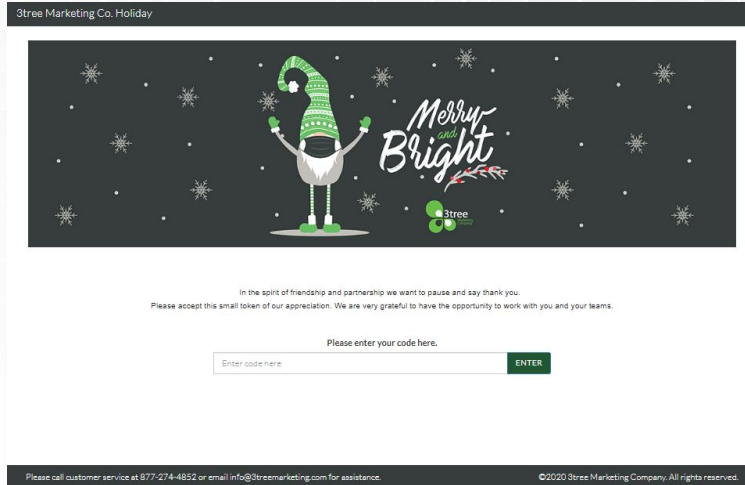 3tree Marketing Co. Holiday
Merry
and
Bright
3tree
Marketing
Company
In the spirit of friendship and partnership we want to pause and say thank you.
Please accept this small token of our appreciation. We are very grateful to have the opportunity to work with you and your teams.
Please enter your code here.
Enter code here
ENTER
Please call customer service at 877-274-4852 or email info@3treemarketing.com for assistance.
©2020 3tree Marketing Company. All rights reserved.